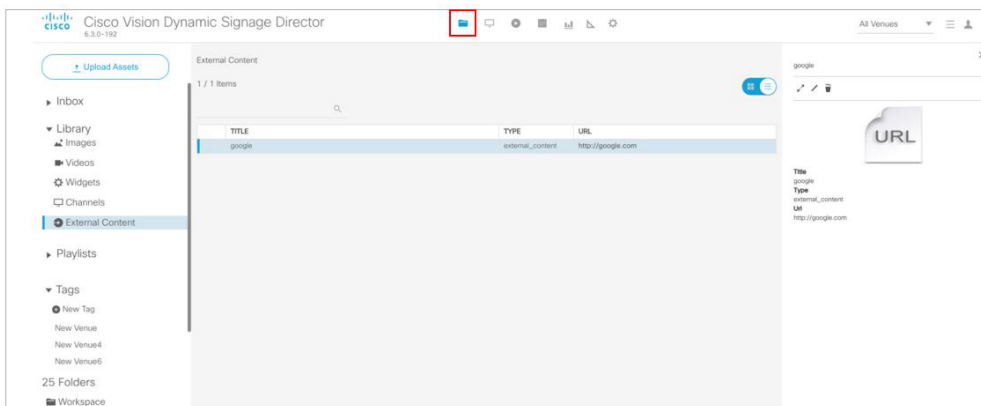 CISCO
Cisco Vision Dynamic Signage Director
6.3.0-192
All Venues
Upload Assets
Inbox
Library
Images
Videos
Widgets
Channels
External Content
Playlists
Tags
New Tag
New Venue
New Venue4
New Venue6
25 Folders
Workspace
External Content
1 / 1 Items
TITLE TYPE URL
google external_content http://google.com
google
URL
Title
google
Type
external_content
Url
http://google.com